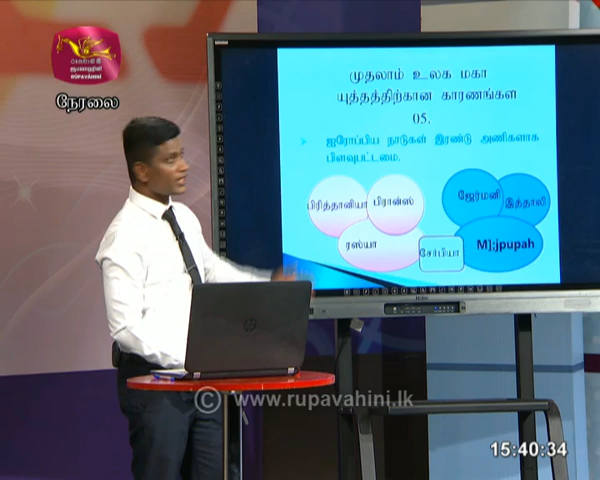 RUPAVAHINI
நேரலை
முதலாம் உலக மகா
யுத்தத்திற்கான காரணங்கள
05.
ஐரோப்பிய நாடுகள் இரண்டு அணிகளாக
பிளவுபட்டமை.
பிரித்தானியா
பிரான்ஸ்
ரஸ்யா
சேர்பியா
ஜேர்மனி
இத்தாலி
M];jpupah
© www.rupavahini.lk
15:40:34